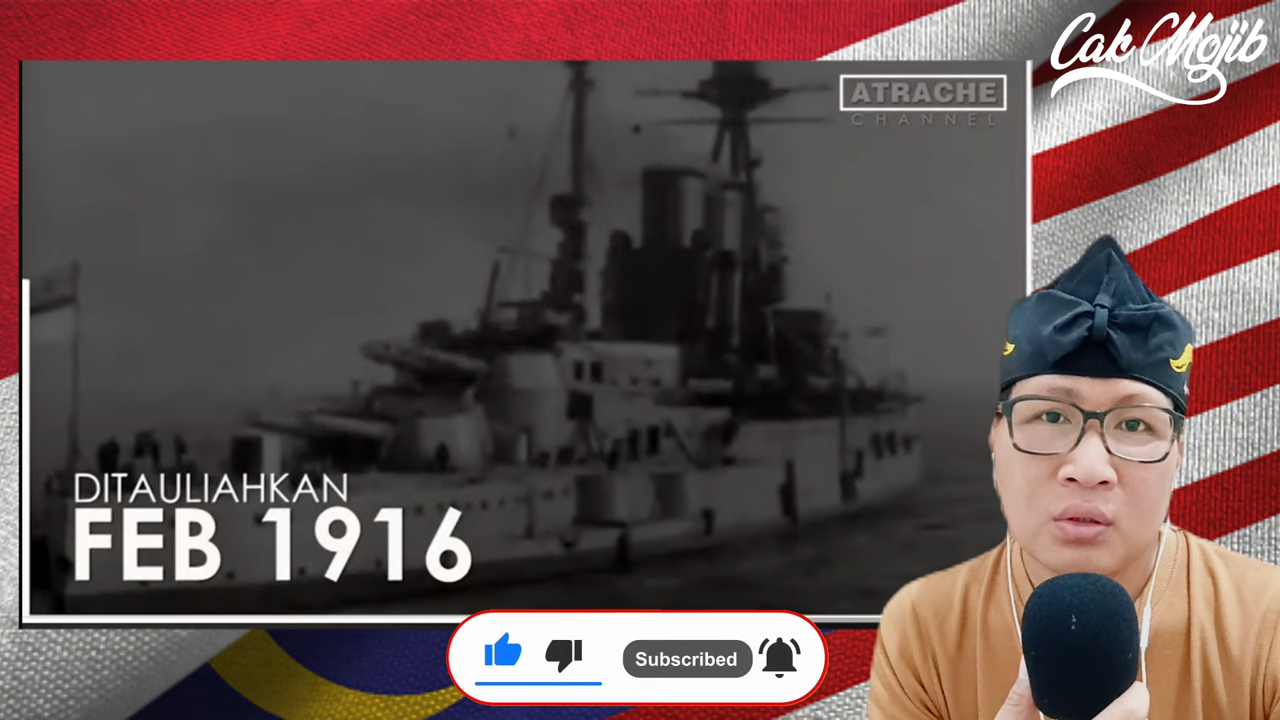 Cak Mojib
ATRACHE
CHANNEL
DITAULIAHKAN
FEB 1916
Subscribed